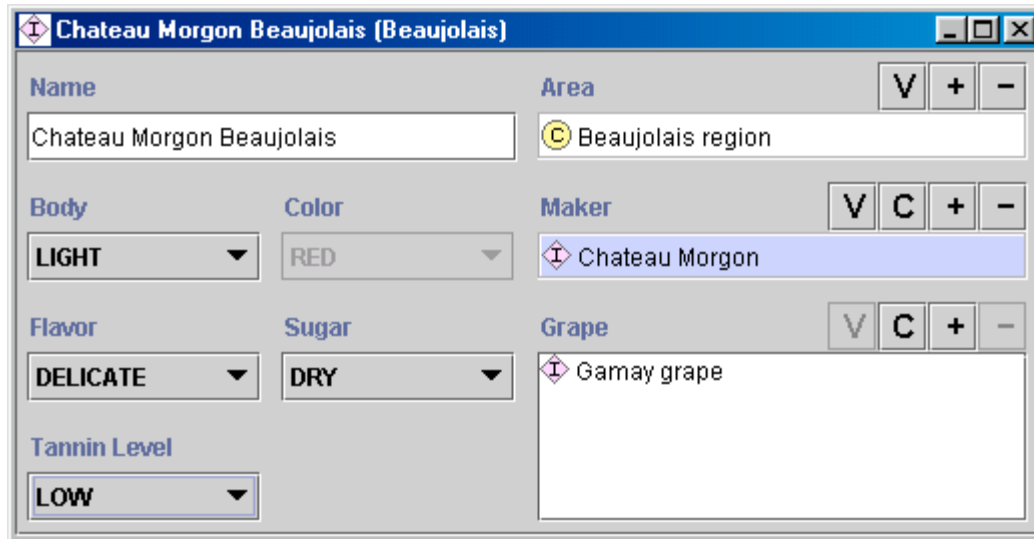 I Chateau Morgon Beaujolais (Beaujolais)
Name
Chateau Morgon Beaujolais
Area V + −
C Beaujolais region
Body
LIGHT
Color
RED
Maker V C + −
I Chateau Morgon
Flavor
DELICATE
Sugar
DRY
Grape V C + −
I Gamay grape
Tannin Level
LOW